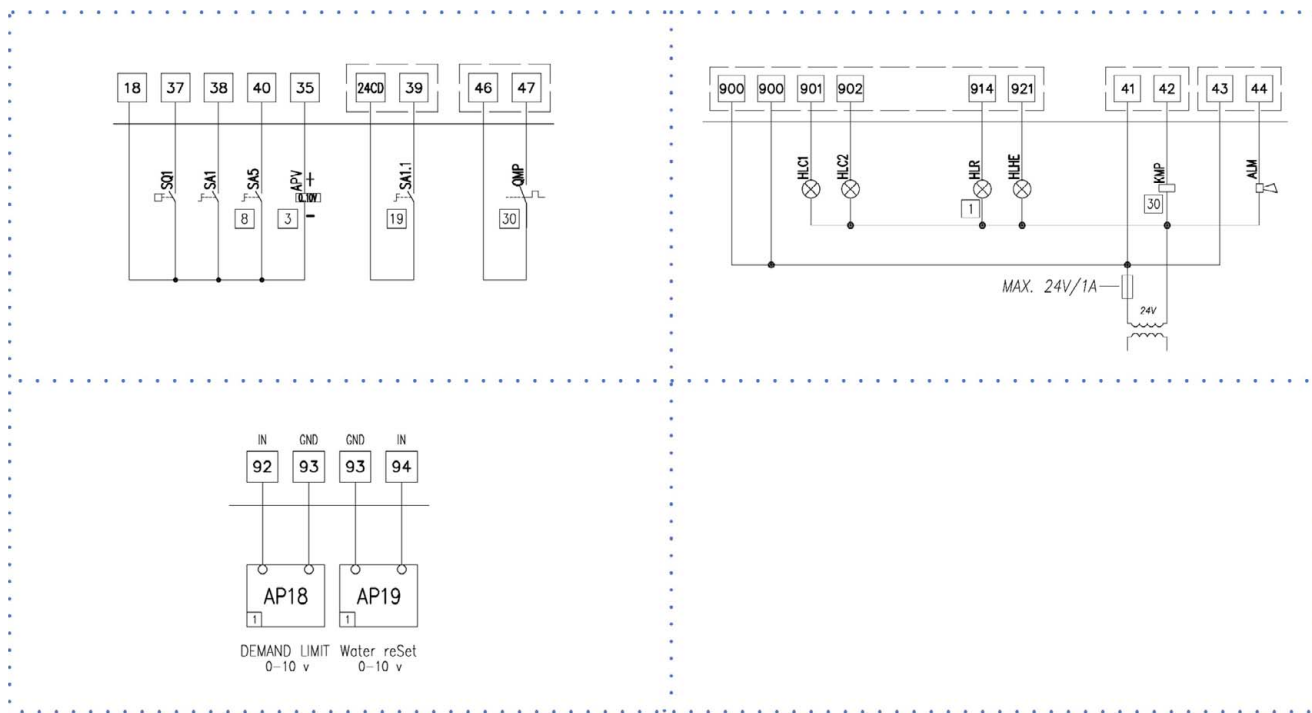 18 37 38 40 35 24CD 39 46 47
SQ1 SA1 SA5 APV + SA1.1 QMP
0..10V
8 3 - 19 30
900 900 901 902 914 921 41 42 43 44
HLC1 HLC2 HLR HLHE KMP ALM
1 30
MAX. 24V/1A
24V
IN GND GND IN
92 93 93 94
AP18 AP19
1 1
DEMAND LIMIT Water reSet
0-10 v 0-10 v